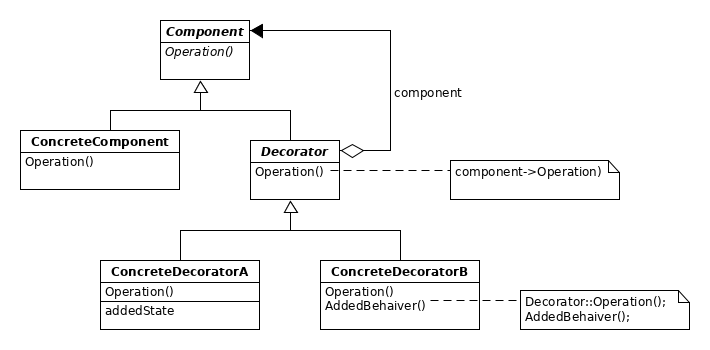 Component
Operation()
component
ConcreteComponent
Operation()
Decorator
Operation()
component->Operation)
ConcreteDecoratorA
Operation()
addedState
ConcreteDecoratorB
Operation()
AddedBehaiver()
Decorator::Operation();
AddedBehaiver();